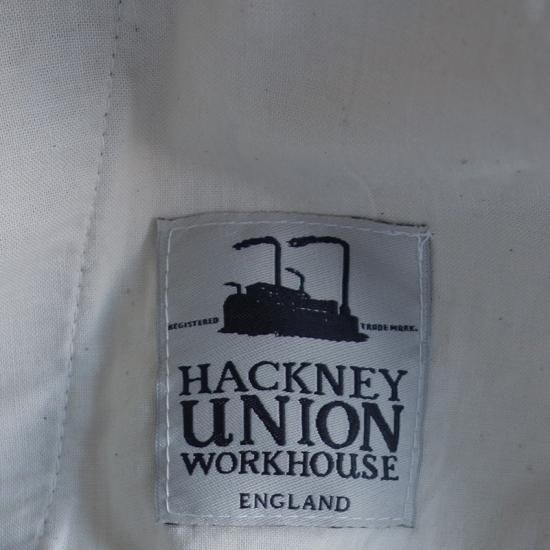 REGISTERED TRADE MARK.
HACKNEY
UNION
WORKHOUSE
ENGLAND